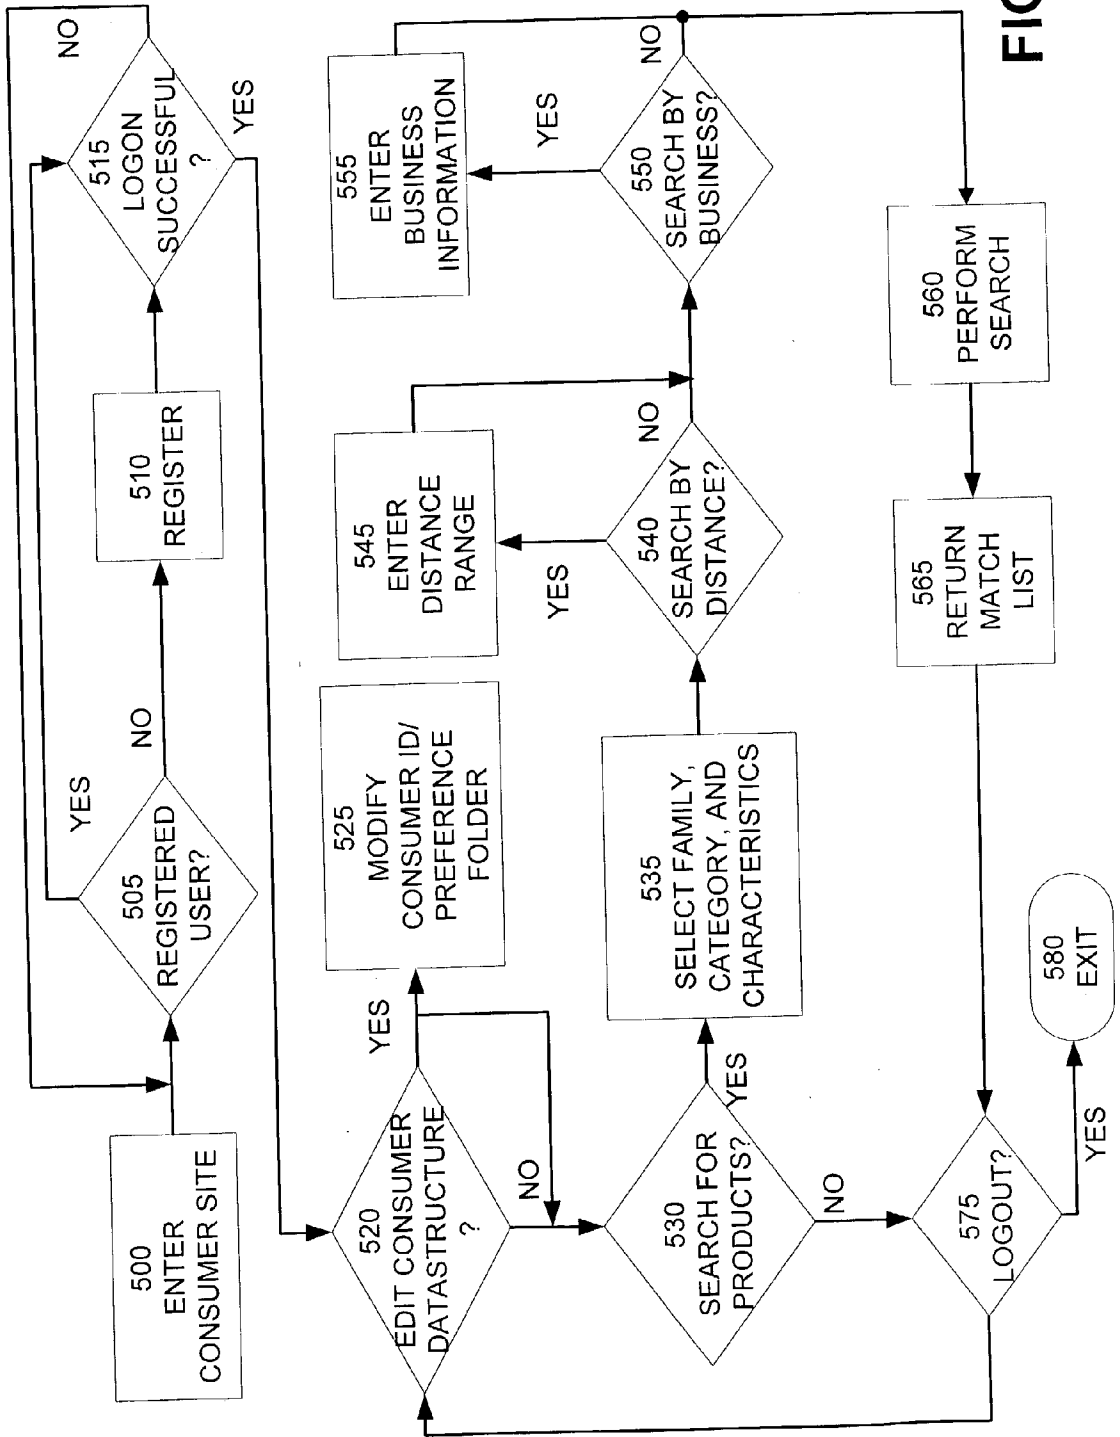 500
ENTER
CONSUMER SITE
505
REGISTERED
USER?
YES
NO
510
REGISTER
515
LOGON
SUCCESSFUL
?
NO
YES
520
EDIT CONSUMER
DATASTRUCTURE
?
YES
NO
525
MODIFY
CONSUMER ID/
PREFERENCE
FOLDER
530
SEARCH FOR
PRODUCTS?
YES
NO
535
SELECT FAMILY,
CATEGORY, AND
CHARACTERISTICS
540
SEARCH BY
DISTANCE?
YES
NO
545
ENTER
DISTANCE
RANGE
550
SEARCH BY
BUSINESS?
YES
NO
555
ENTER
BUSINESS
INFORMATION
560
PERFORM
SEARCH
565
RETURN
MATCH
LIST
575
LOGOUT?
YES
580
EXIT
FIG